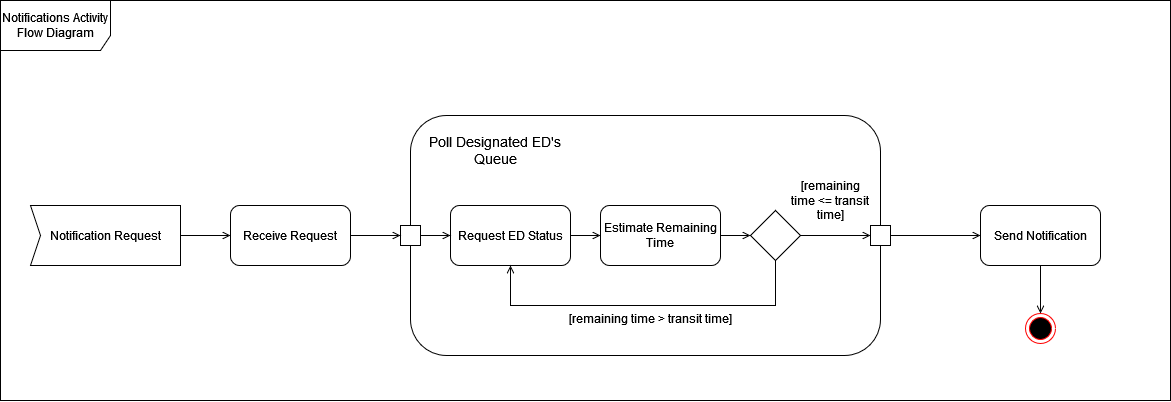 Notifications Activity
Flow Diagram
Poll Designated ED's
Queue
[remaining
time <= transit
time]
Notification Request
Receive Request
Request ED Status
Estimate Remaining
Time
Send Notification
[remaining time > transit time]